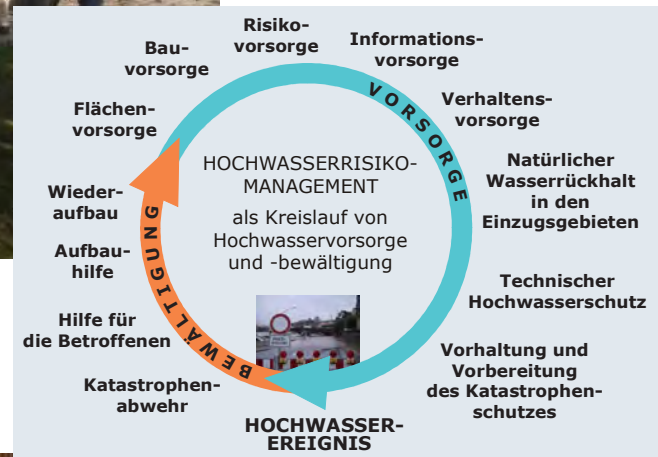 Risiko-
vorsorge
Informations-
vorsorge
Verhaltens-
vorsorge
Natürlicher
Wasserrückhalt
in den
Einzugsgebieten
Technischer
Hochwasserschutz
Vorhaltung und
Vorbereitung
des Katastrophen-
schutzes
HOCHWASSER-
EREIGNIS
Katastrophen-
abwehr
Hilfe für
die Betroffenen
Aufbau-
hilfe
Wieder-
aufbau
Flächen-
vorsorge
Bau-
vorsorge
VORSORGE
BEWÄLTIGUNG
HOCHWASSERRISIKO-
MANAGEMENT
als Kreislauf von
Hochwasservorsorge
und -bewältigung